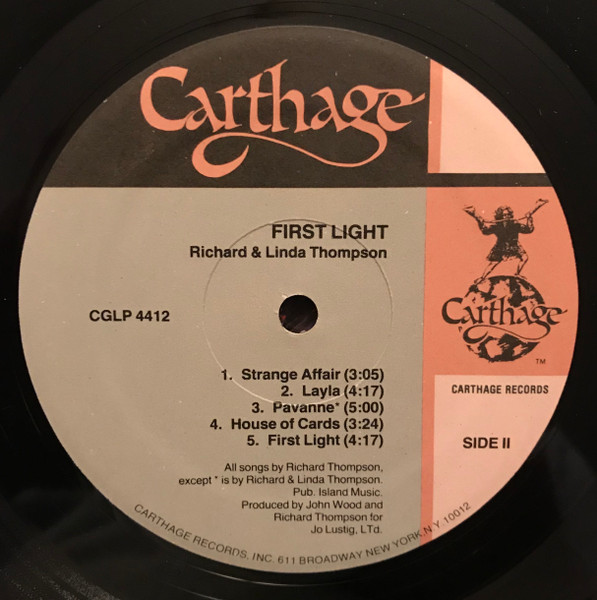 Carthage
FIRST LIGHT
Richard & Linda Thompson
CGLP 4412
Carthage
TM
CARTHAGE RECORDS
SIDE II
1. Strange Affair (3:05)
2. Layla (4:17)
3. Pavanne* (5:00)
4. House of Cards (3:24)
5. First Light (4:17)
All songs by Richard Thompson,
except * is by Richard & Linda Thompson.
Pub. Island Music.
Produced by John Wood and
Richard Thompson for
Jo Lustig, LTd.
CARTHAGE RECORDS, INC. 611 BROADWAY NEW YORK, N.Y. 10012